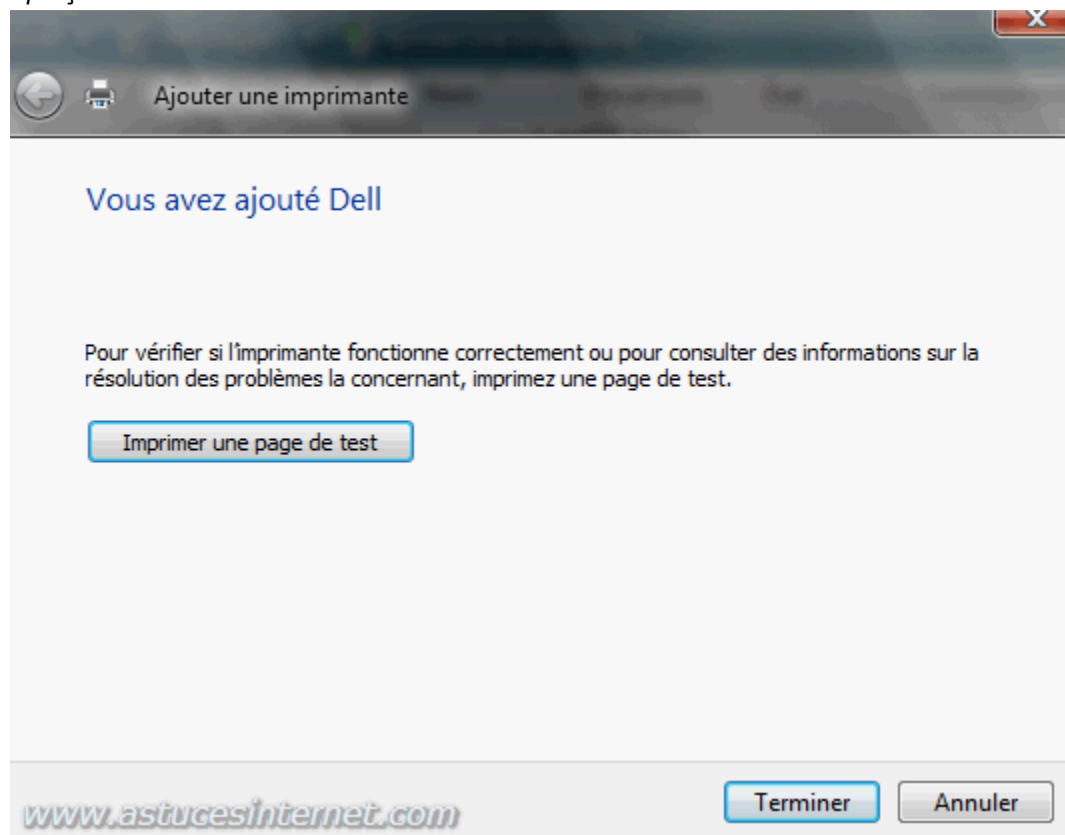 Ajouter une imprimante
Vous avez ajouté Dell
Pour vérifier si l'imprimante fonctionne correctement ou pour consulter des informations sur la
résolution des problèmes la concernant, imprimez une page de test.
Imprimer une page de test
www.astucesinternet.com
Terminer Annuler